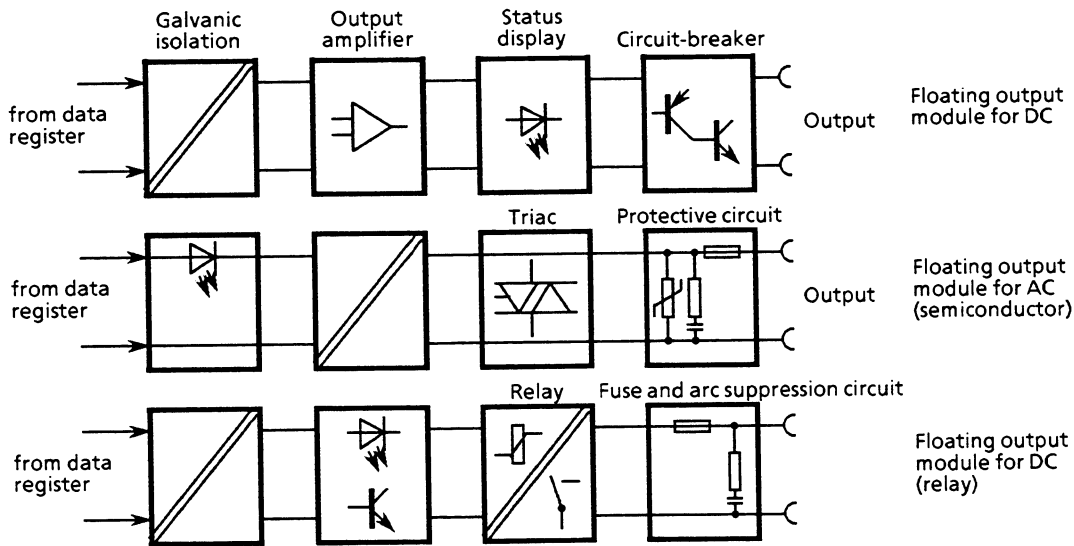 Galvanic
isolation
Output
amplifier
Status
display
Circuit-breaker
from data
register
Output
Floating output
module for DC
Triac
Protective circuit
from data
register
Output
Floating output
module for AC
(semiconductor)
Relay
Fuse and arc suppression circuit
from data
register
Floating output
module for DC
(relay)